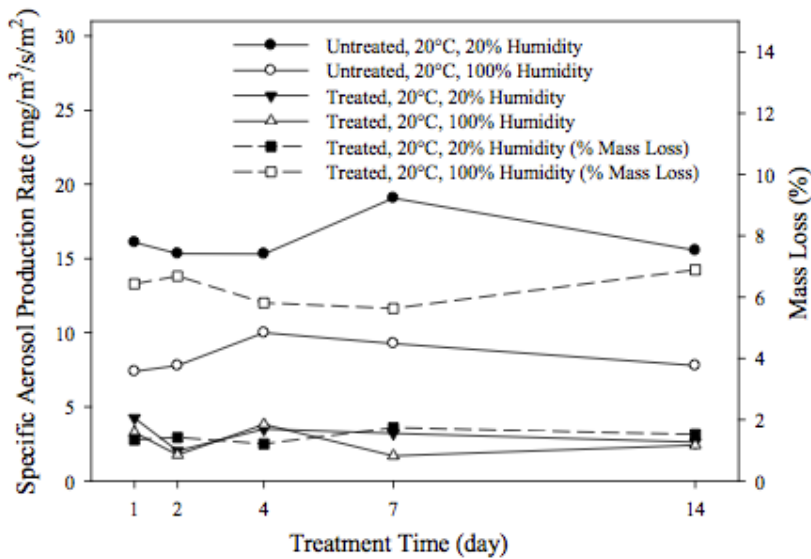 30
25
20
15
10
5
0
Specific Aerosol Production Rate (mg/m³/s/m²)
Untreated, 20°C, 20% Humidity
Untreated, 20°C, 100% Humidity
Treated, 20°C, 20% Humidity
Treated, 20°C, 100% Humidity
Treated, 20°C, 20% Humidity (% Mass Loss)
Treated, 20°C, 100% Humidity (% Mass Loss)
14
12
10
8
6
4
2
0
Mass Loss (%)
1 2 4 7 14
Treatment Time (day)